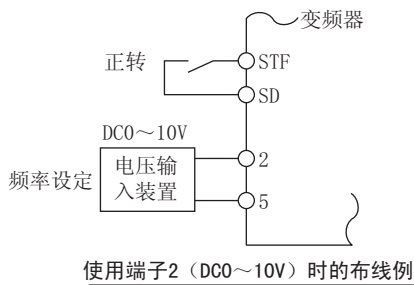 变频器
正转
STF
SD
DC0～10V
频率设定
电压输
入装置
2
5
使用端子2（DC0～10V）时的布线例